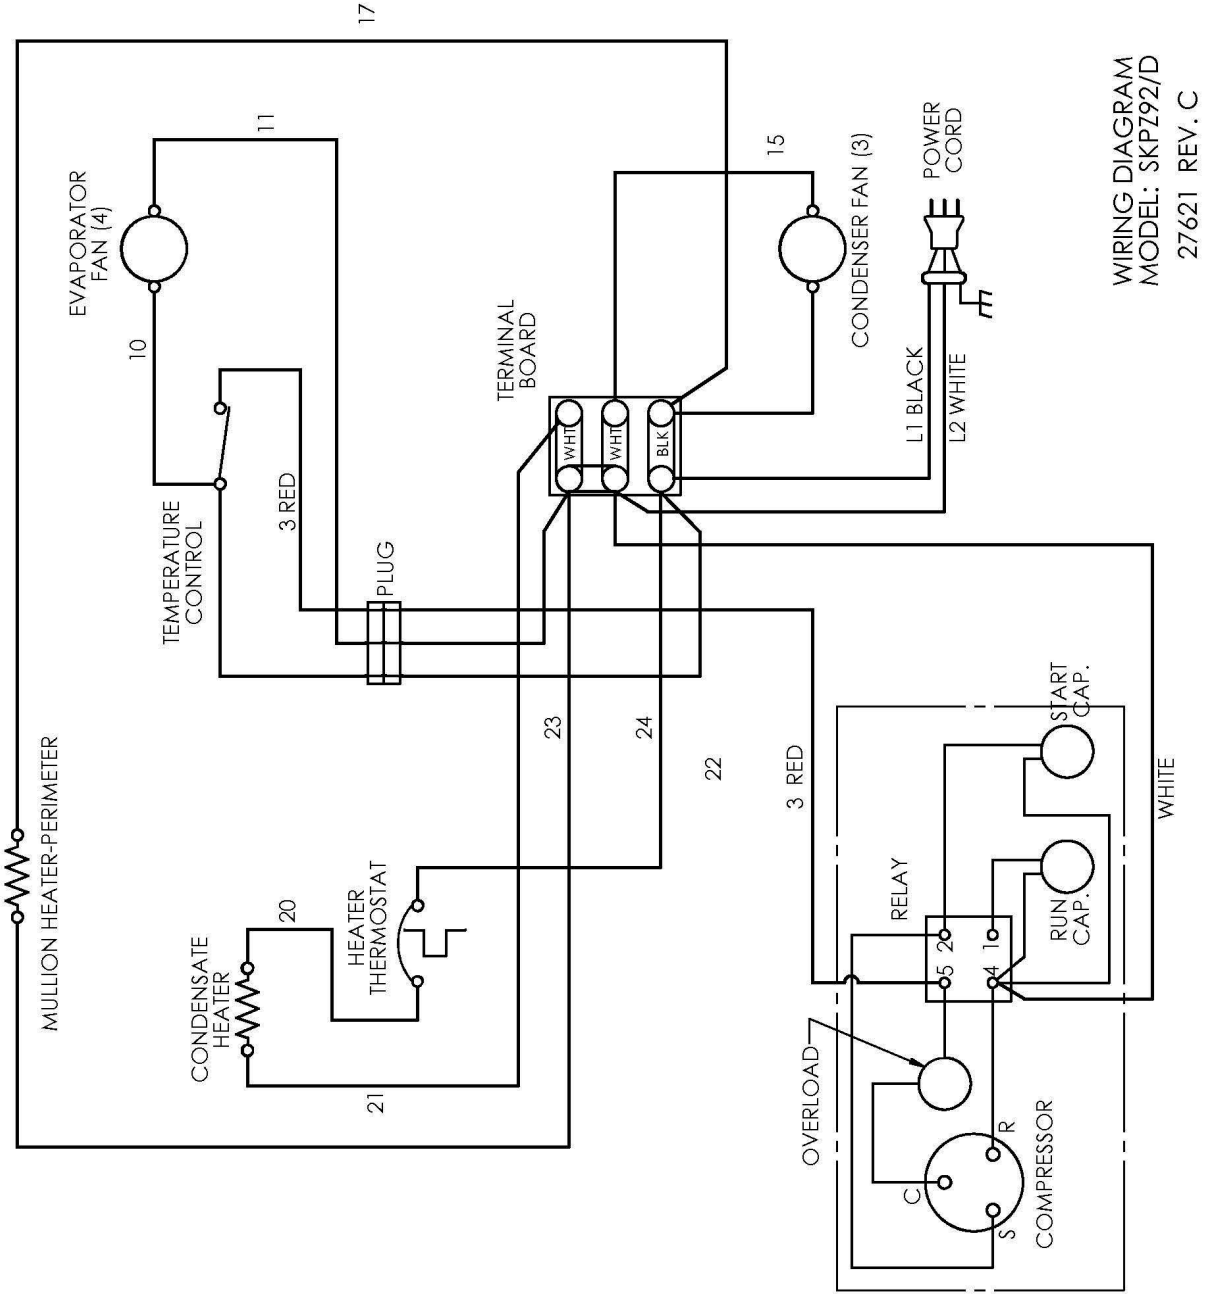 17
11
EVAPORATOR
FAN (4)
10
TEMPERATURE
CONTROL
3 RED
PLUG
TERMINAL
BOARD
WHT
WHT
BLK
15
CONDENSER FAN (3)
POWER
CORD
L1 BLACK
L2 WHITE
WIRING DIAGRAM
MODEL: SKPZ92/D
27621 REV. C
MULLION HEATER-PERIMETER
CONDENSATE
HEATER
20
21
HEATER
THERMOSTAT
23
24
22
3 RED
RELAY
2
1
5
4
START
CAP.
RUN
CAP.
WHITE
OVERLOAD
C
R
S
COMPRESSOR